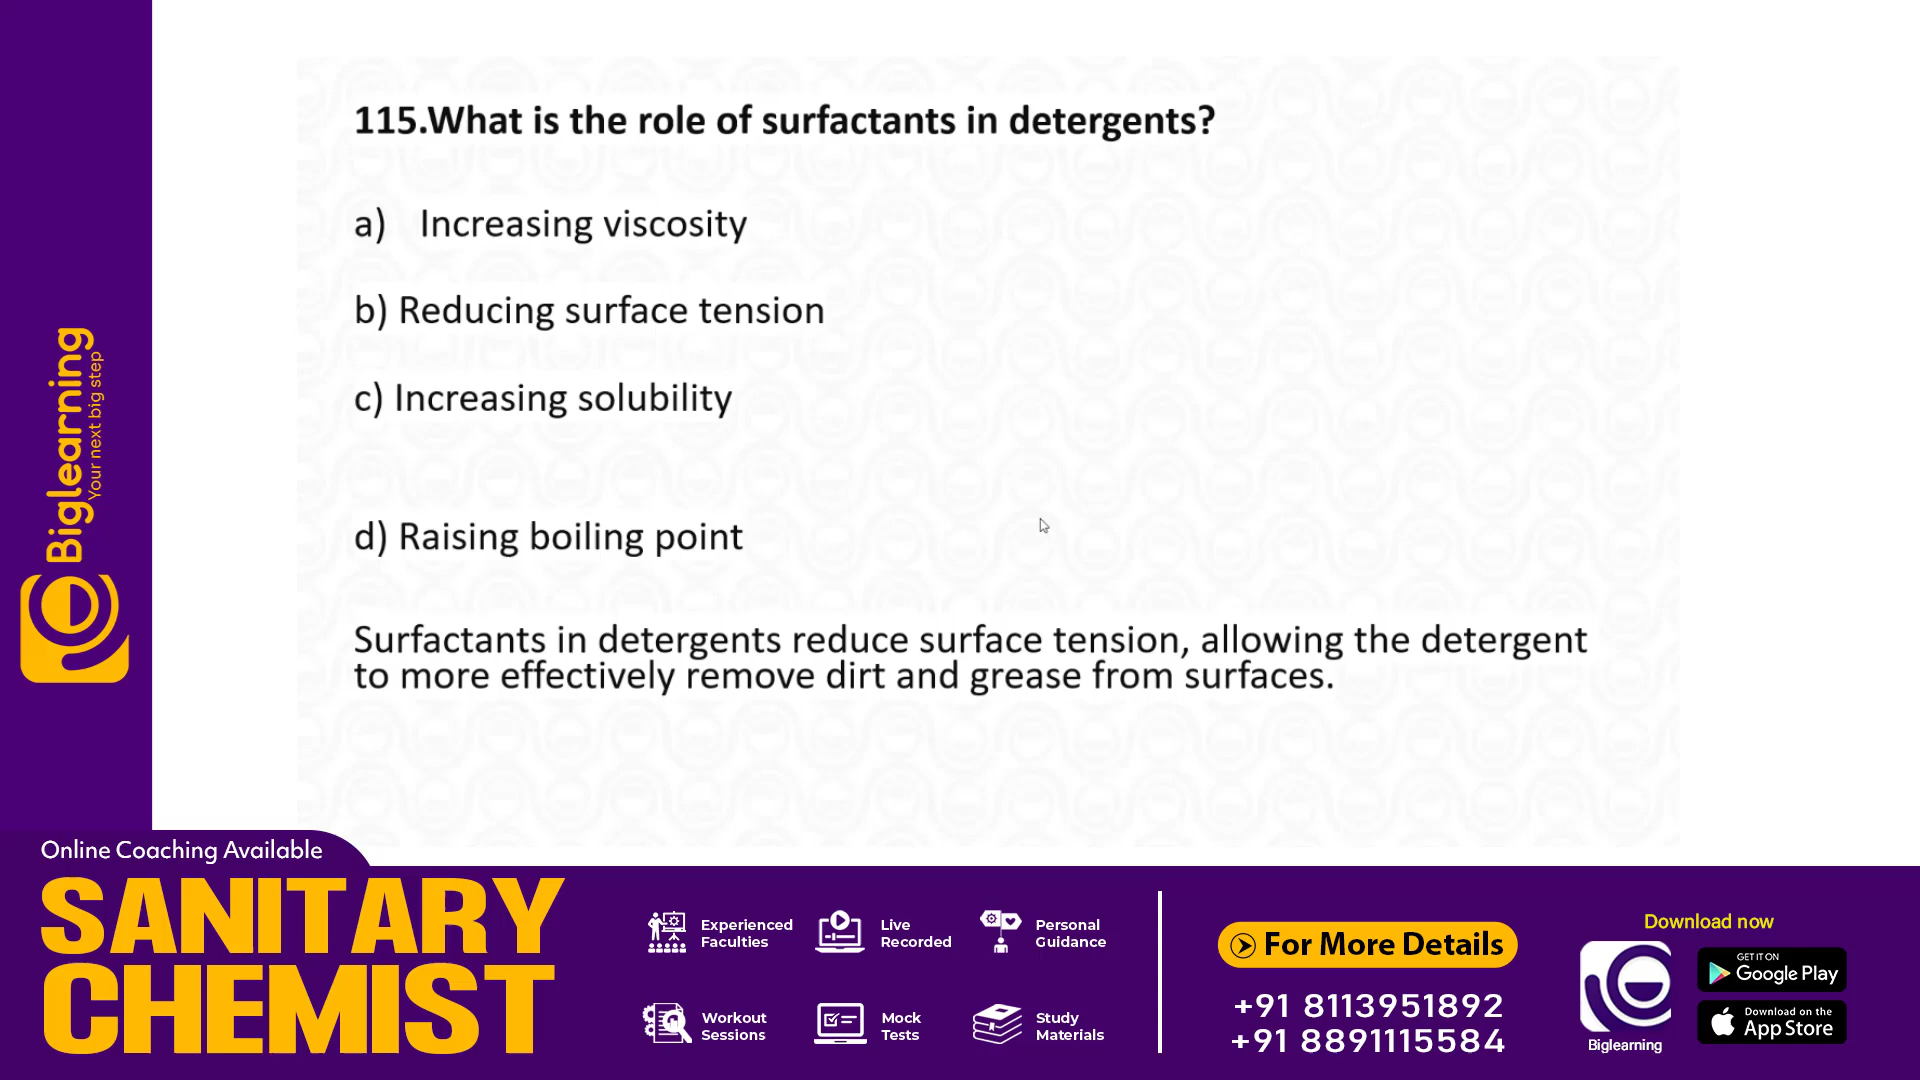 115.What is the role of surfactants in detergents?
a) Increasing viscosity
b) Reducing surface tension
c) Increasing solubility
d) Raising boiling point
Surfactants in detergents reduce surface tension, allowing the detergent
to more effectively remove dirt and grease from surfaces.
Biglearning
Your next big step
Online Coaching Available
SANITARY
CHEMIST
Experienced
Faculties
Live
Recorded
Personal
Guidance
Workout
Sessions
Mock
Tests
Study
Materials
For More Details
+91 8113951892
+91 8891115584
Download now
Biglearning
GET IT ON
Google Play
Download on the
App Store